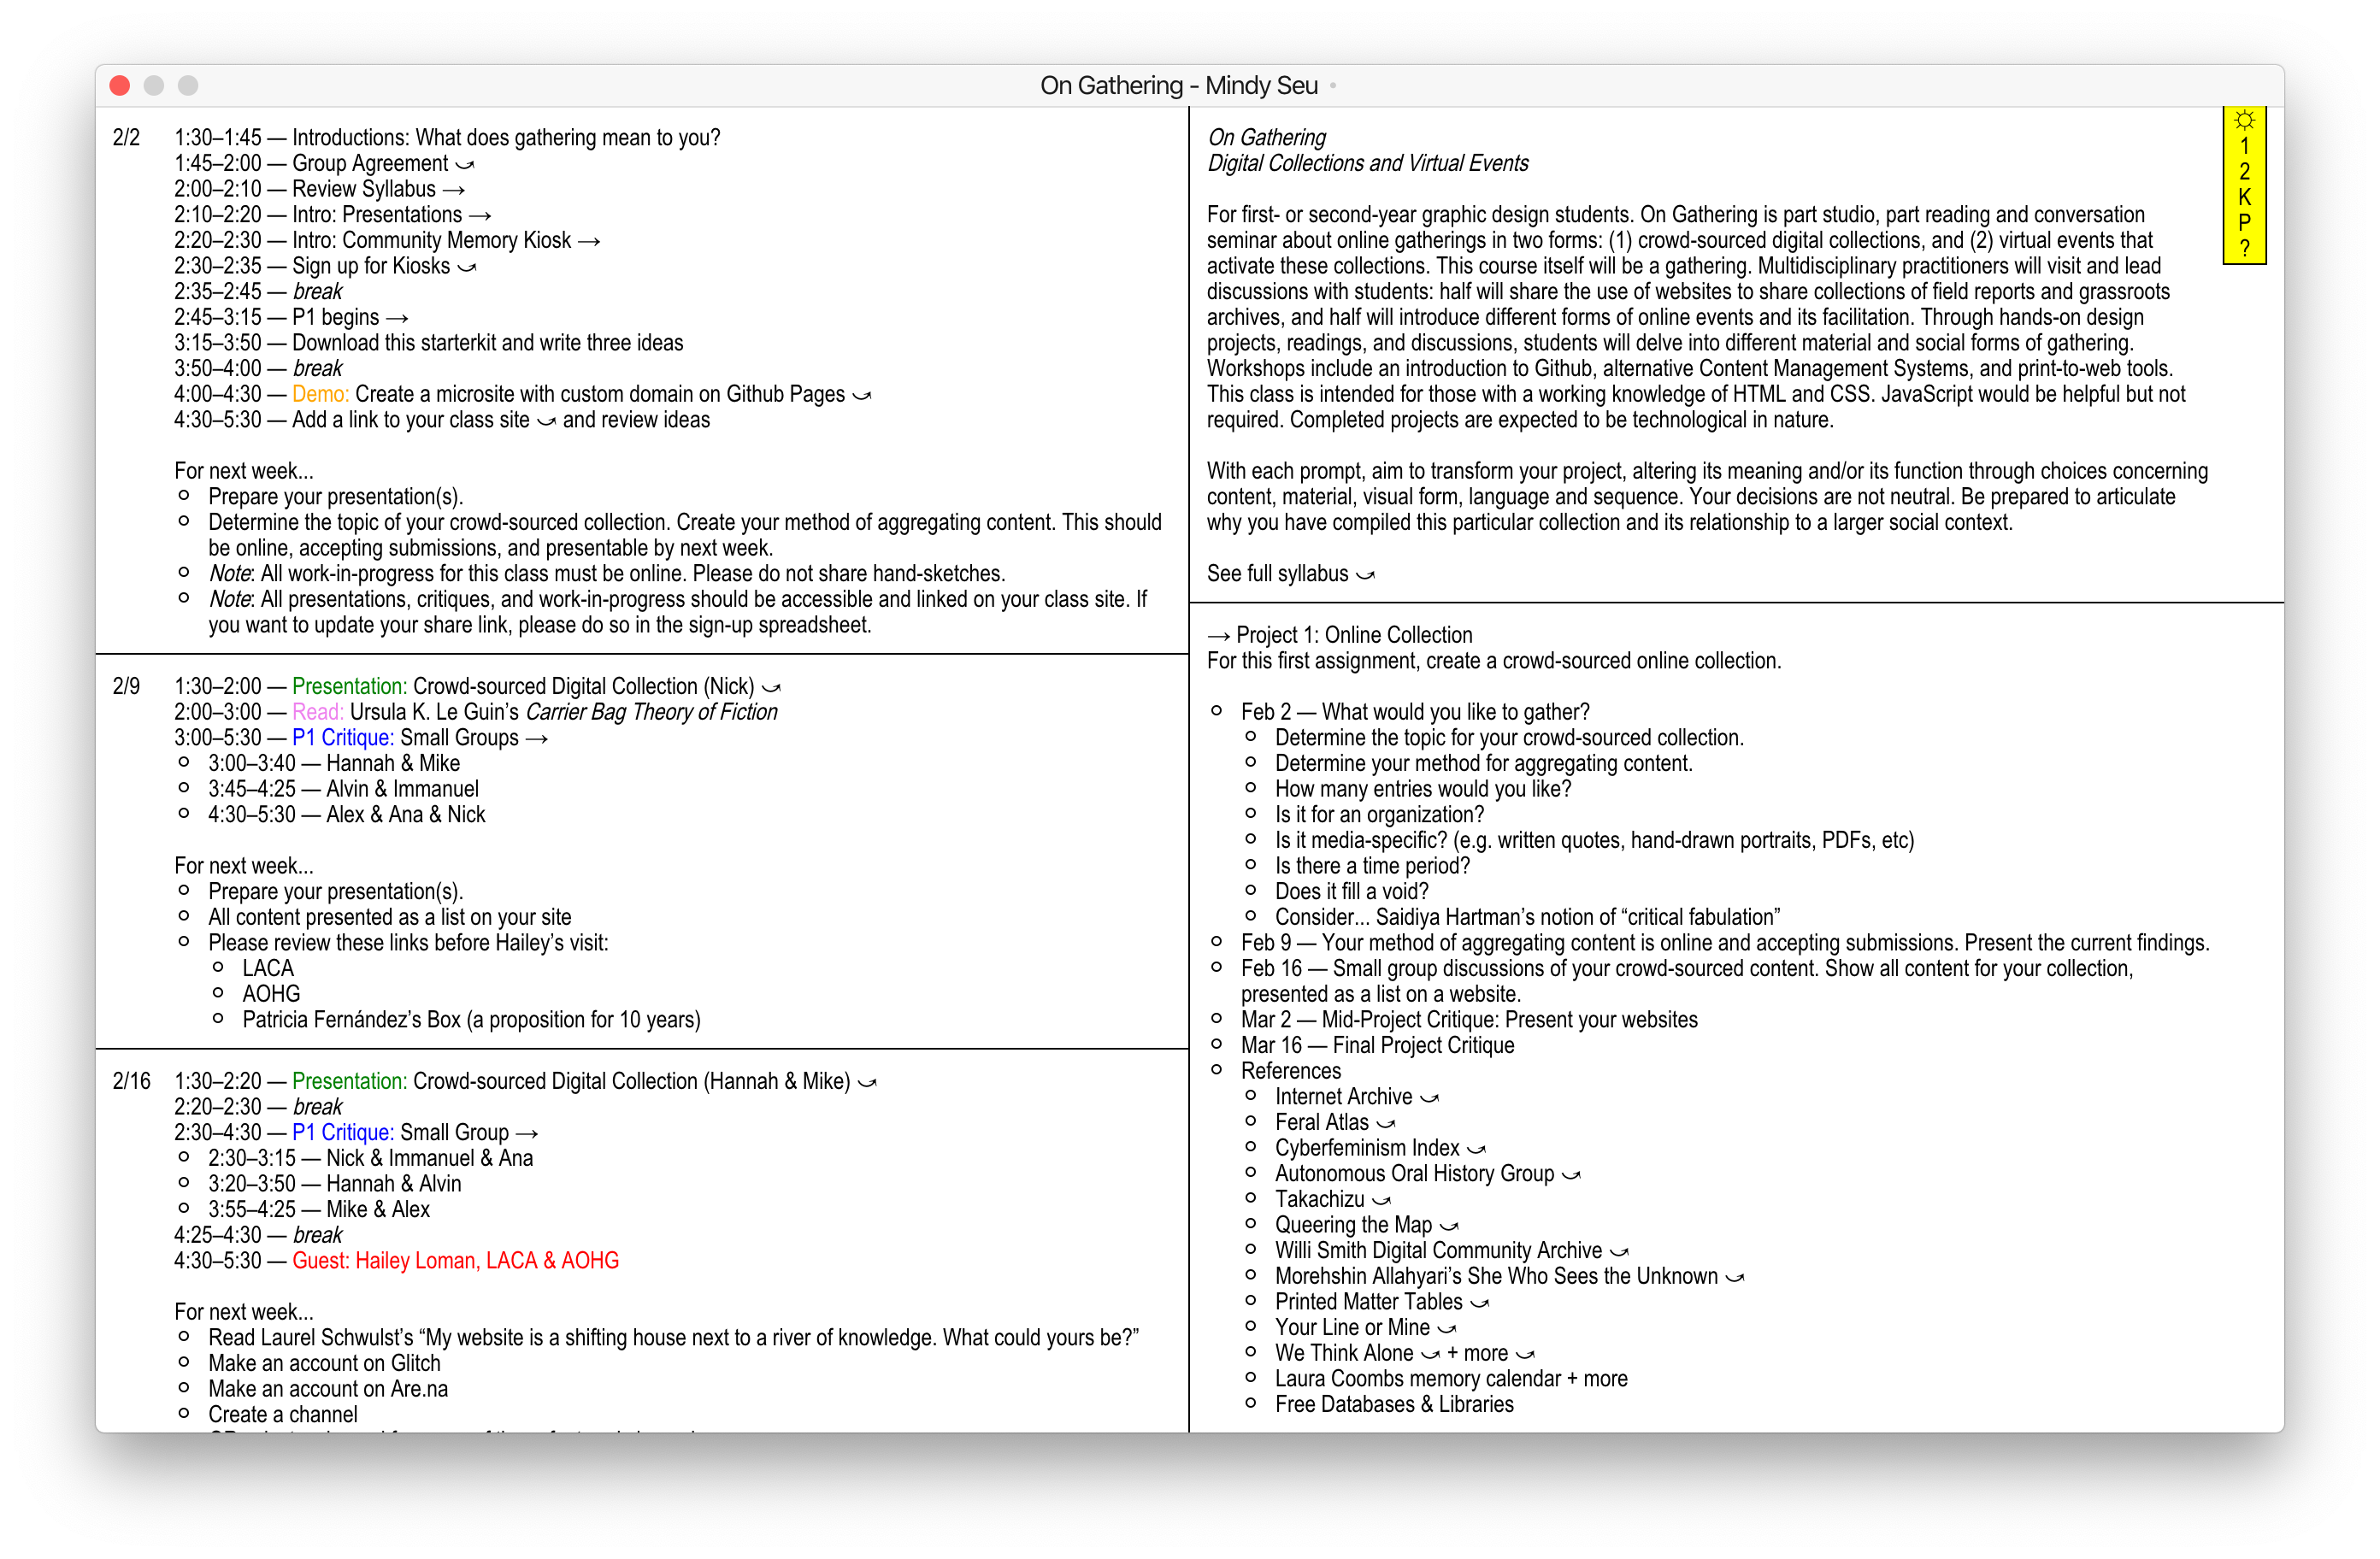 On Gathering - Mindy Seu
2/2 1:30–1:45 — Introductions: What does gathering mean to you?
1:45–2:00 — Group Agreement ⤻
2:00–2:10 — Review Syllabus →
2:10–2:20 — Intro: Presentations →
2:20–2:30 — Intro: Community Memory Kiosk →
2:30–2:35 — Sign up for Kiosks ⤻
2:35–2:45 — break
2:45–3:15 — P1 begins →
3:15–3:50 — Download this starterkit and write three ideas
3:50–4:00 — break
4:00–4:30 — Demo: Create a microsite with custom domain on Github Pages ⤻
4:30–5:30 — Add a link to your class site ⤻ and review ideas
For next week...
Prepare your presentation(s).
Determine the topic of your crowd-sourced collection. Create your method of aggregating content. This should
be online, accepting submissions, and presentable by next week.
Note: All work-in-progress for this class must be online. Please do not share hand-sketches.
Note: All presentations, critiques, and work-in-progress should be accessible and linked on your class site. If
you want to update your share link, please do so in the sign-up spreadsheet.
2/9 1:30–2:00 — Presentation: Crowd-sourced Digital Collection (Nick) ⤻
2:00–3:00 — Read: Ursula K. Le Guin’s Carrier Bag Theory of Fiction
3:00–5:30 — P1 Critique: Small Groups →
3:00–3:40 — Hannah & Mike
3:45–4:25 — Alvin & Immanuel
4:30–5:30 — Alex & Ana & Nick
For next week...
Prepare your presentation(s).
All content presented as a list on your site
Please review these links before Hailey’s visit:
LACA
AOHG
Patricia Fernández’s Box (a proposition for 10 years)
2/16 1:30–2:20 — Presentation: Crowd-sourced Digital Collection (Hannah & Mike) ⤻
2:20–2:30 — break
2:30–4:30 — P1 Critique: Small Group →
2:30–3:15 — Nick & Immanuel & Ana
3:20–3:50 — Hannah & Alvin
3:55–4:25 — Mike & Alex
4:25–4:30 — break
4:30–5:30 — Guest: Hailey Loman, LACA & AOHG
For next week...
Read Laurel Schwulst’s “My website is a shifting house next to a river of knowledge. What could yours be?”
Make an account on Glitch
Make an account on Are.na
Create a channel
On Gathering
Digital Collections and Virtual Events
For first- or second-year graphic design students. On Gathering is part studio, part reading and conversation
seminar about online gatherings in two forms: (1) crowd-sourced digital collections, and (2) virtual events that
activate these collections. This course itself will be a gathering. Multidisciplinary practitioners will visit and lead
discussions with students: half will share the use of websites to share collections of field reports and grassroots
archives, and half will introduce different forms of online events and its facilitation. Through hands-on design
projects, readings, and discussions, students will delve into different material and social forms of gathering.
Workshops include an introduction to Github, alternative Content Management Systems, and print-to-web tools.
This class is intended for those with a working knowledge of HTML and CSS. JavaScript would be helpful but not
required. Completed projects are expected to be technological in nature.
With each prompt, aim to transform your project, altering its meaning and/or its function through choices concerning
content, material, visual form, language and sequence. Your decisions are not neutral. Be prepared to articulate
why you have compiled this particular collection and its relationship to a larger social context.
See full syllabus ⤻
→ Project 1: Online Collection
For this first assignment, create a crowd-sourced online collection.
Feb 2 — What would you like to gather?
Determine the topic for your crowd-sourced collection.
Determine your method for aggregating content.
How many entries would you like?
Is it for an organization?
Is it media-specific? (e.g. written quotes, hand-drawn portraits, PDFs, etc)
Is there a time period?
Does it fill a void?
Consider... Saidiya Hartman’s notion of “critical fabulation”
Feb 9 — Your method of aggregating content is online and accepting submissions. Present the current findings.
Feb 16 — Small group discussions of your crowd-sourced content. Show all content for your collection,
presented as a list on a website.
Mar 2 — Mid-Project Critique: Present your websites
Mar 16 — Final Project Critique
References
Internet Archive ⤻
Feral Atlas ⤻
Cyberfeminism Index ⤻
Autonomous Oral History Group ⤻
Takachizu ⤻
Queering the Map ⤻
Willi Smith Digital Community Archive ⤻
Morehshin Allahyari’s She Who Sees the Unknown ⤻
Printed Matter Tables ⤻
Your Line or Mine ⤻
We Think Alone ⤻ + more ⤻
Laura Coombs memory calendar + more
Free Databases & Libraries
☼
1
2
K
P
?